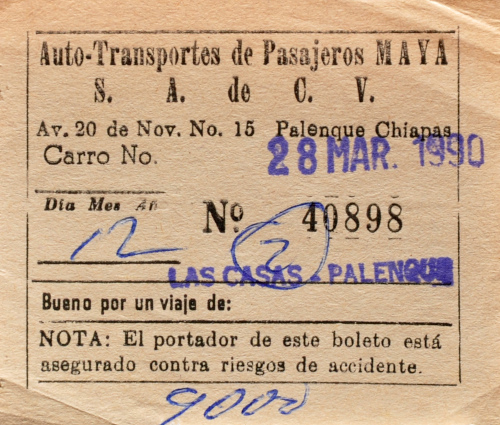 Auto-Transportes de Pasajeros MAYA
S. A. de C. V.
Av. 20 de Nov. No. 15 Palenque Chiapas
Carro No.
28 MAR. 1990
Dia Mes Añ
Nº 40898
12
2
LAS CASAS - PALENQUE
Bueno por un viaje de:
NOTA: El portador de este boleto está
asegurado contra riesgos de accidente.
9000